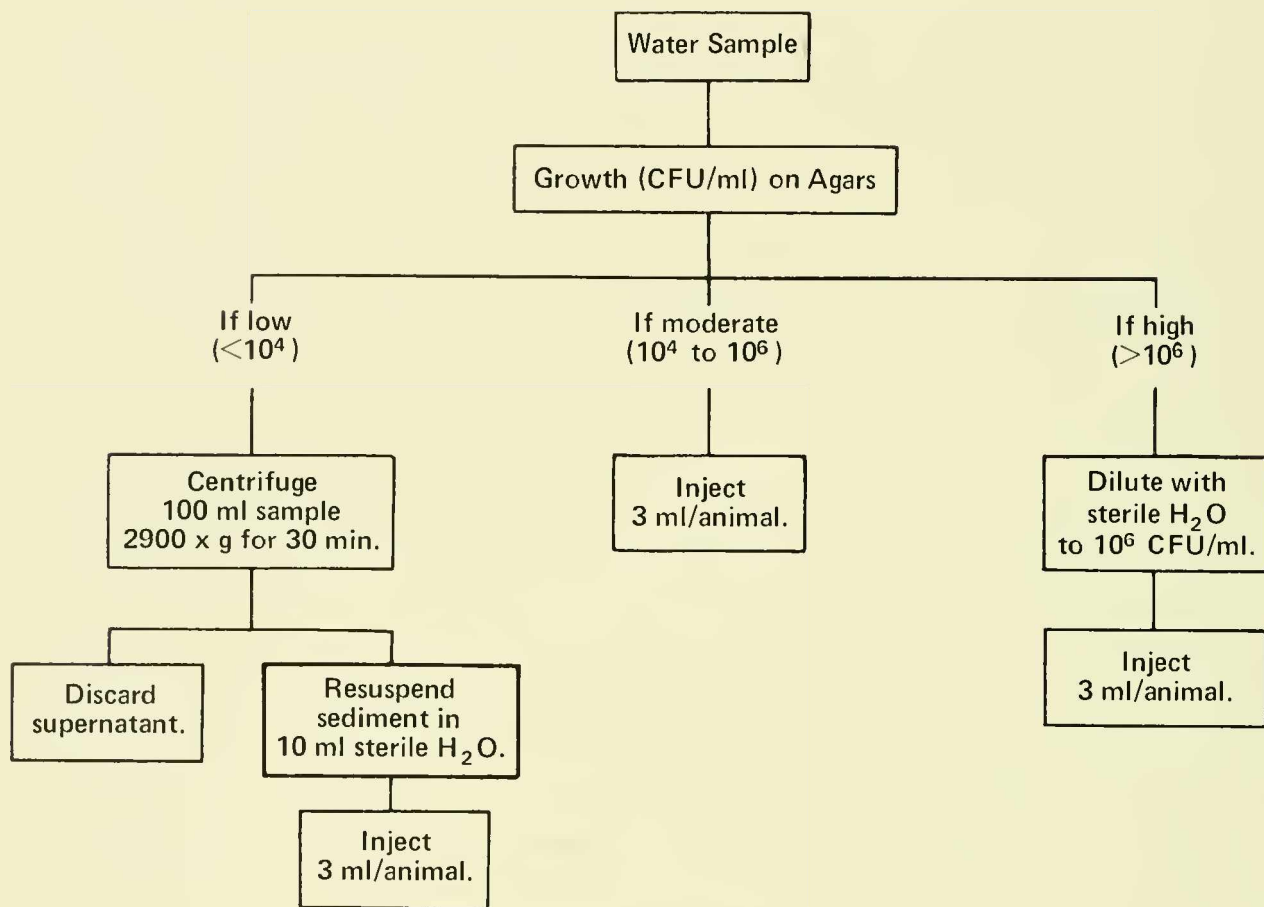 Water Sample
Growth (CFU/ml) on Agars
If low
(<10⁴)
If moderate
(10⁴ to 10⁶)
If high
(>10⁶)
Centrifuge
100 ml sample
2900 x g for 30 min.
Inject
3 ml/animal.
Dilute with
sterile H₂O
to 10⁶ CFU/ml.
Discard
supernatant.
Resuspend
sediment in
10 ml sterile H₂O.
Inject
3 ml/animal.
Inject
3 ml/animal.